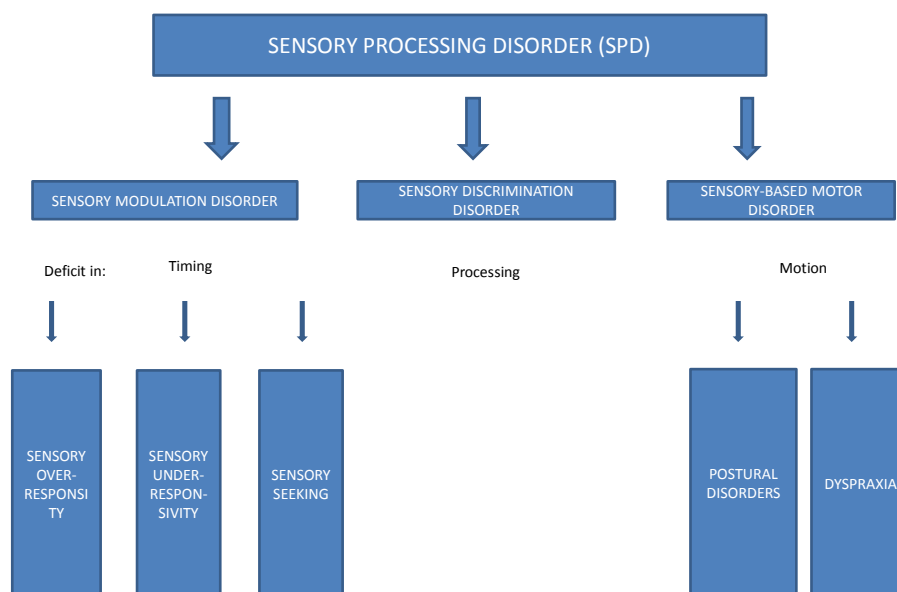 SENSORY PROCESSING DISORDER (SPD)
SENSORY MODULATION DISORDER
SENSORY DISCRIMINATION
DISORDER
SENSORY-BASED MOTOR
DISORDER
Deficit in:
Timing
Processing
Motion
SENSORY
OVER-
RESPONSI
TY
SENSORY
UNDER-
RESPON-
SIVITY
SENSORY
SEEKING
POSTURAL
DISORDERS
DYSPRAXIA